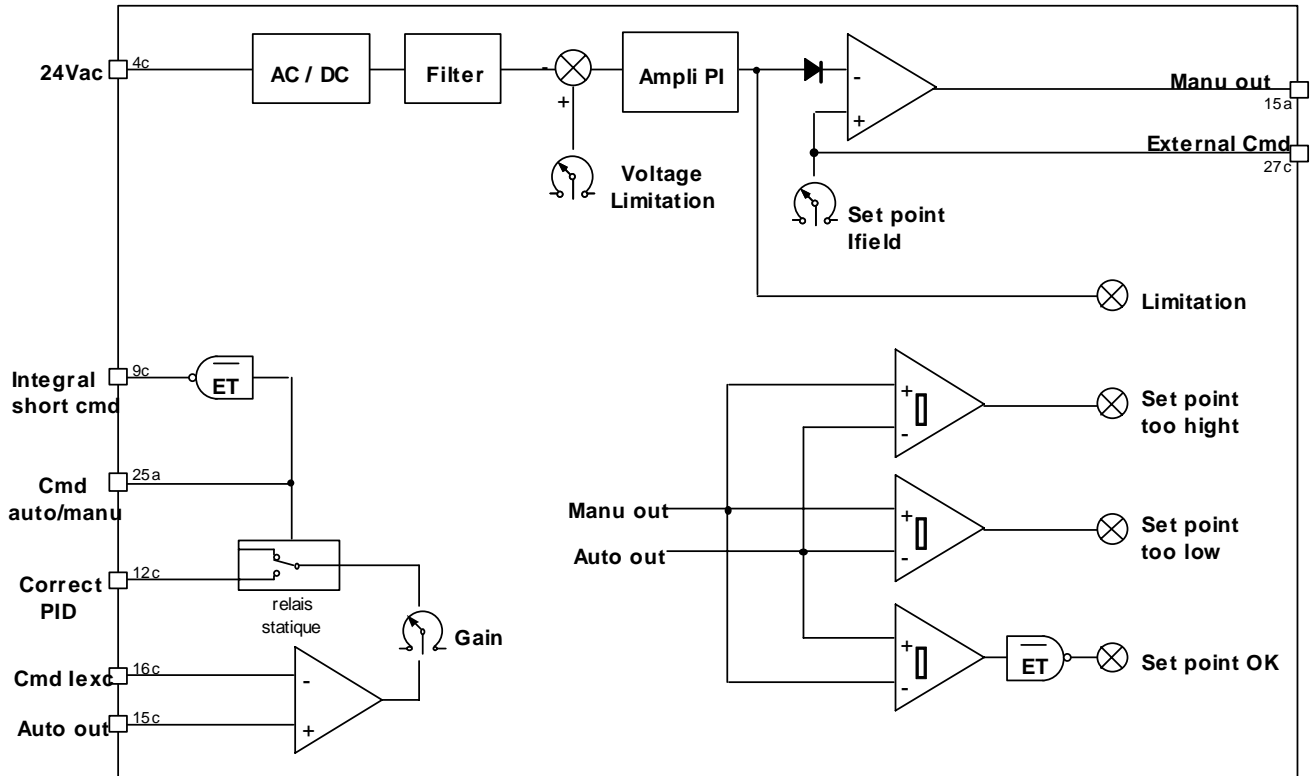 24Vac
4c
AC / DC
Filter
-
+
Voltage
Limitation
Ampli PI
-
+
Set point
Ifield
Manu out
15a
External Cmd
27c
Limitation
Integral
short cmd
9c
ET
Cmd
auto/manu
25a
Correct
PID
12c
relais
statique
Gain
Cmd Iexc
16c
-
Auto out
15c
+
Manu out
Auto out
+
-
Set point
too hight
+
-
Set point
too low
+
-
ET
Set point OK